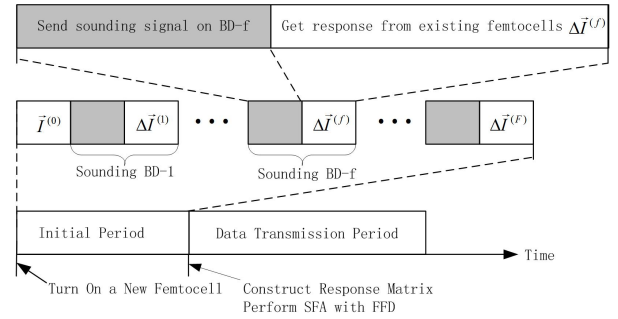 Send sounding signal on BD-f
Get response from existing femtocells ΔI⃗^(f)
I⃗^(0)
ΔI⃗^(1)
• • •
ΔI⃗^(f)
• • •
ΔI⃗^(F)
Sounding BD-1
Sounding BD-f
Initial Period
Data Transmission Period
Time
Turn On a New Femtocell
Construct Response Matrix
Perform SFA with FFD